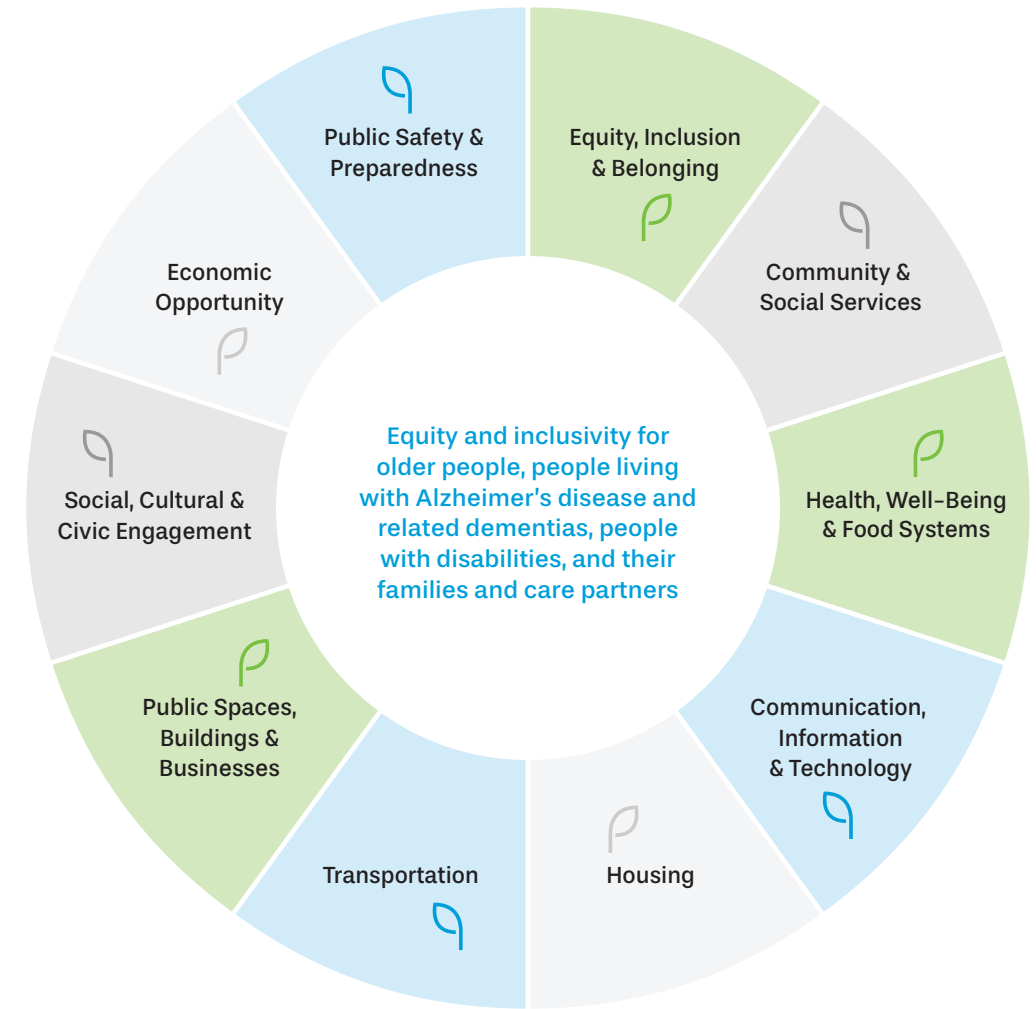 Public Safety &
Preparedness
Equity, Inclusion
& Belonging
Community &
Social Services
Health, Well-Being
& Food Systems
Communication,
Information
& Technology
Housing
Transportation
Public Spaces,
Buildings &
Businesses
Social, Cultural &
Civic Engagement
Economic
Opportunity
Equity and inclusivity for
older people, people living
with Alzheimer's disease and
related dementias, people
with disabilities, and their
families and care partners